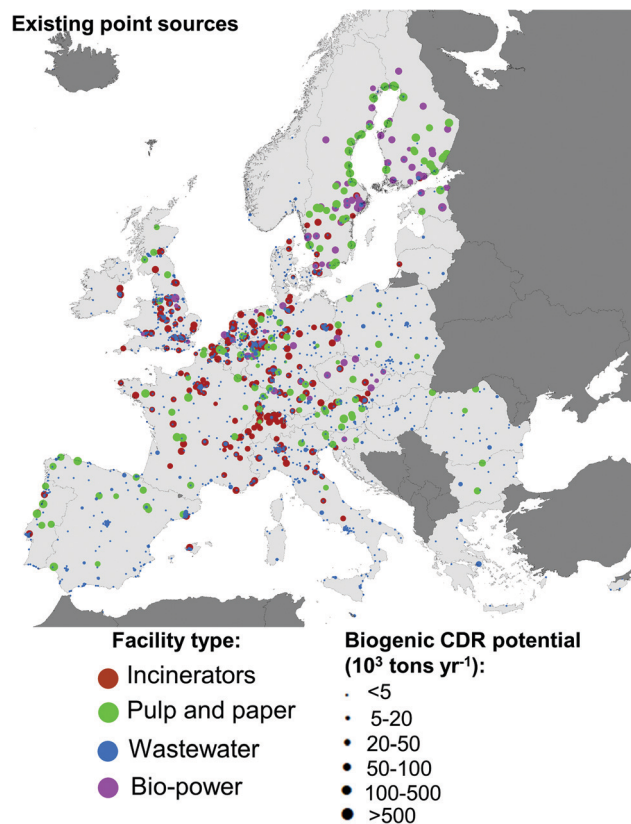 Existing point sources
Facility type:
Incinerators
Pulp and paper
Wastewater
Bio-power
Biogenic CDR potential
(10³ tons yr⁻¹):
<5
5-20
20-50
50-100
100-500
>500